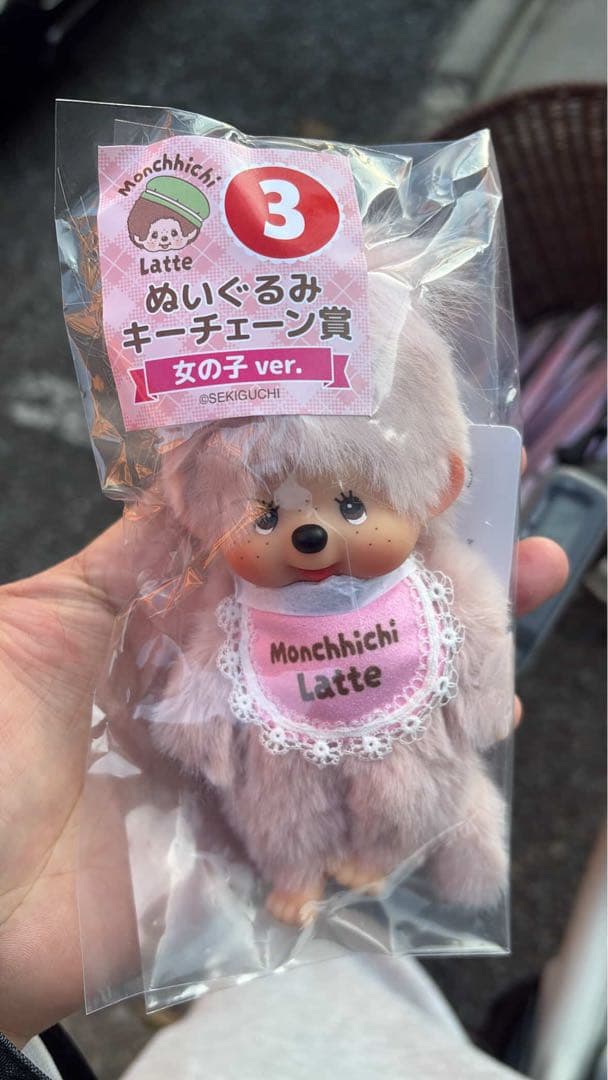 Monchhichi
Latte
3
ぬいぐるみ
キーチェーン賞
女の子 ver.
©SEKIGUCHI
Monchhichi
Latte